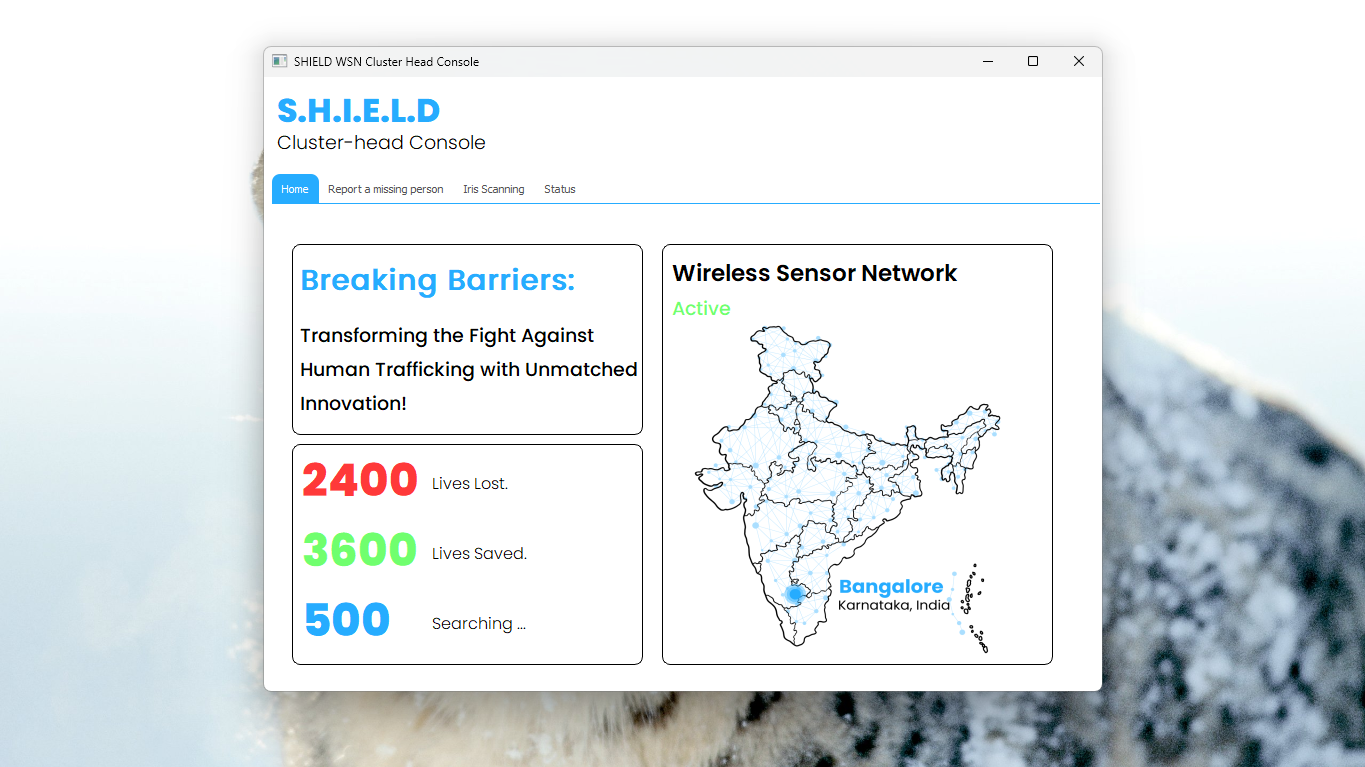 SHIELD WSN Cluster Head Console
S.H.I.E.L.D
Cluster-head Console
Home Report a missing person Iris Scanning Status
Breaking Barriers:
Transforming the Fight Against
Human Trafficking with Unmatched
Innovation!
2400 Lives Lost.
3600 Lives Saved.
500 Searching ...
Wireless Sensor Network
Active
Bangalore
Karnataka, India